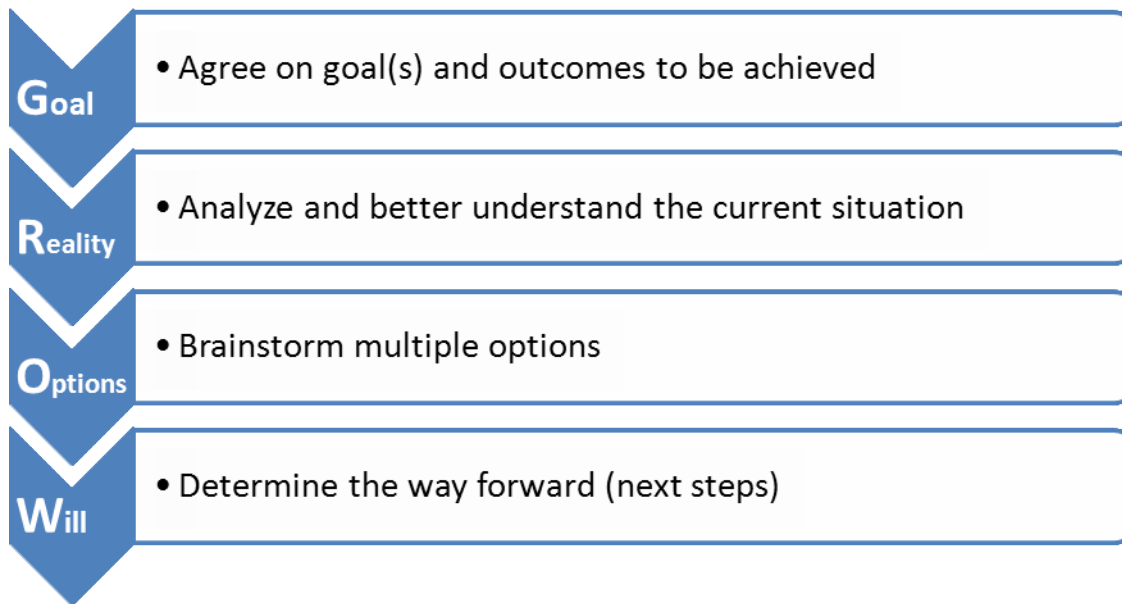 Goal
• Agree on goal(s) and outcomes to be achieved
Reality
• Analyze and better understand the current situation
Options
• Brainstorm multiple options
Will
• Determine the way forward (next steps)